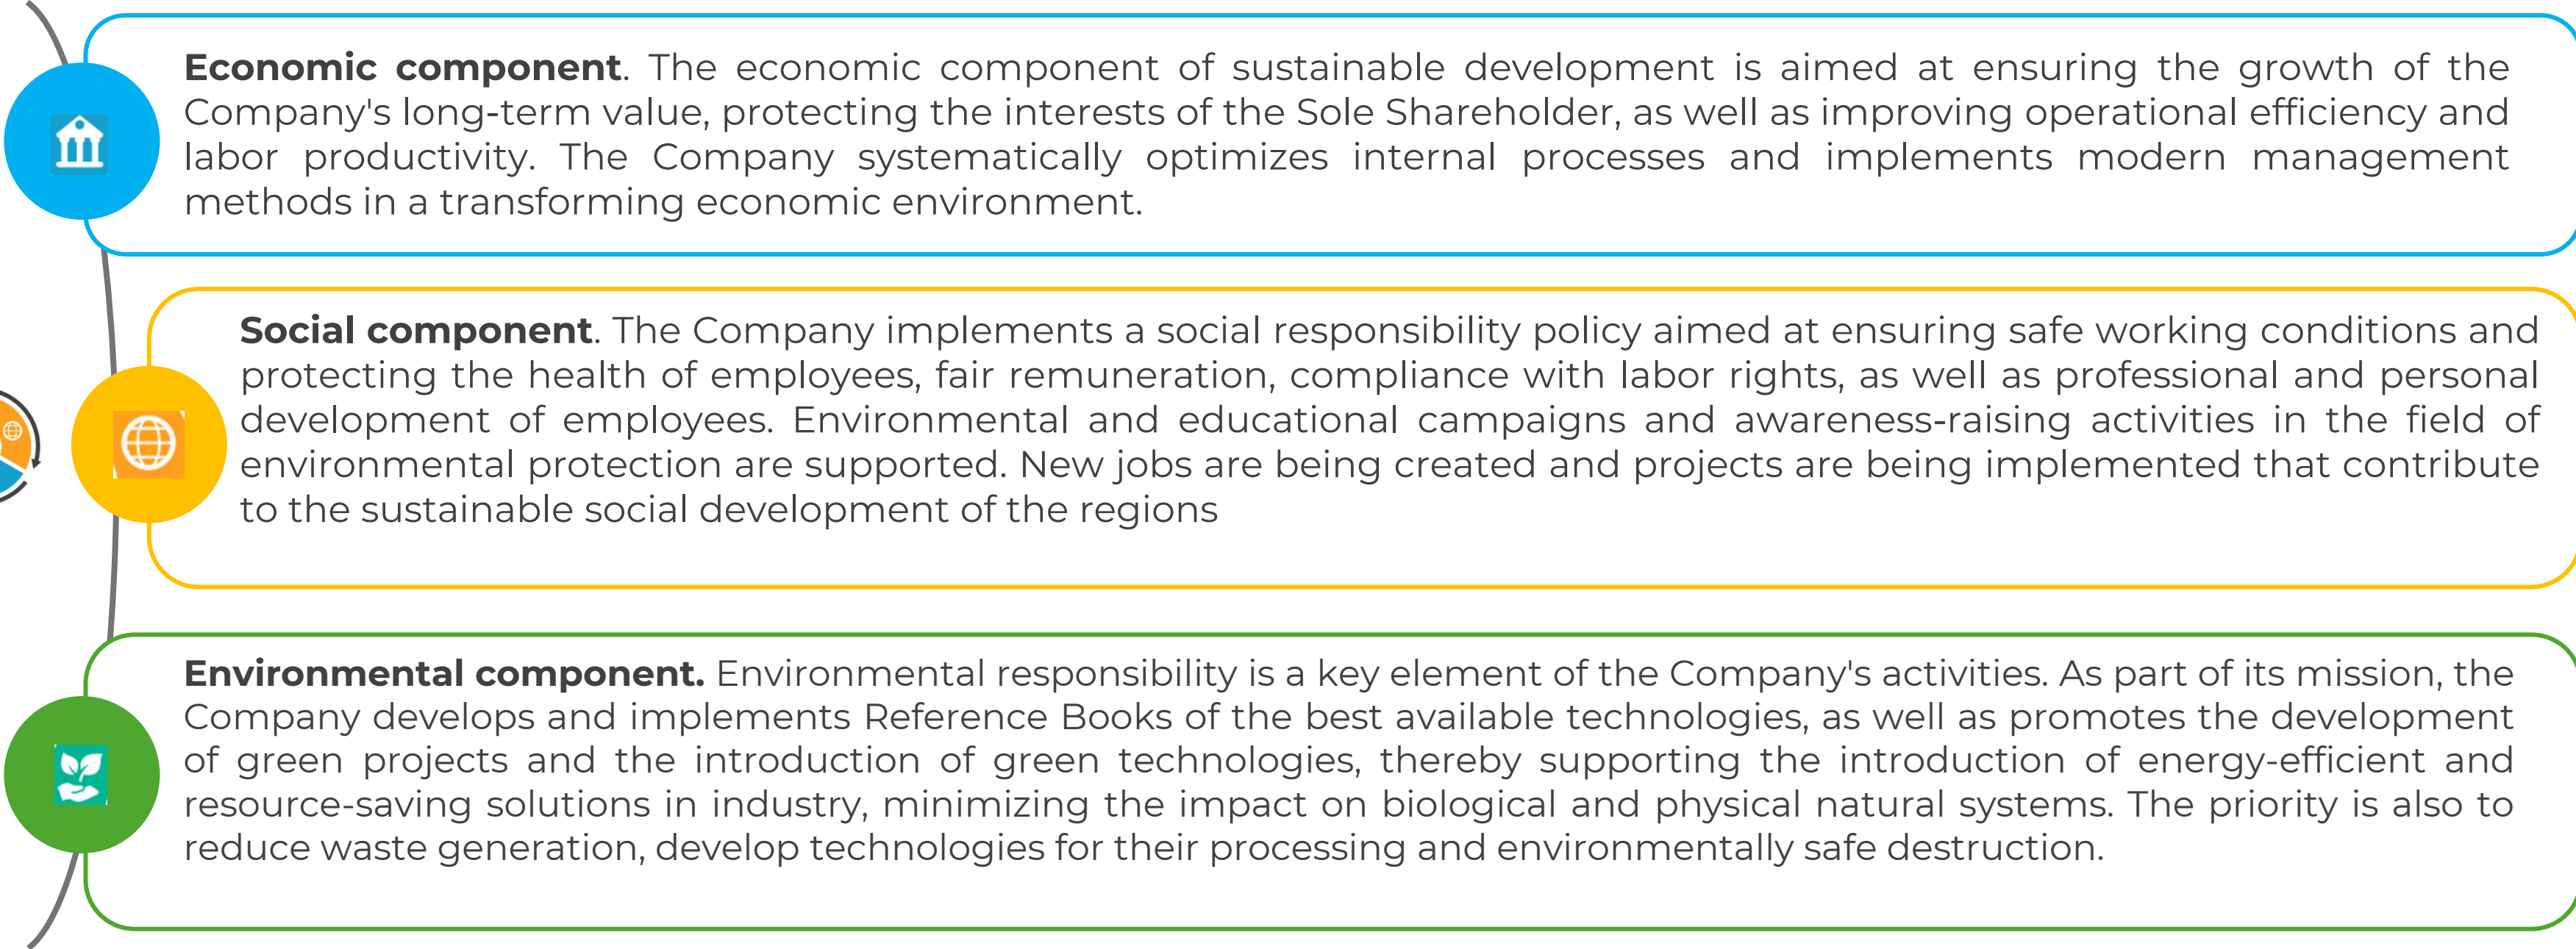 Economic component. The economic component of sustainable development is aimed at ensuring the growth of the
Company's long-term value, protecting the interests of the Sole Shareholder, as well as improving operational efficiency and
labor productivity. The Company systematically optimizes internal processes and implements modern management
methods in a transforming economic environment.
Social component. The Company implements a social responsibility policy aimed at ensuring safe working conditions and
protecting the health of employees, fair remuneration, compliance with labor rights, as well as professional and personal
development of employees. Environmental and educational campaigns and awareness-raising activities in the field of
environmental protection are supported. New jobs are being created and projects are being implemented that contribute
to the sustainable social development of the regions
Environmental component. Environmental responsibility is a key element of the Company's activities. As part of its mission, the
Company develops and implements Reference Books of the best available technologies, as well as promotes the development
of green projects and the introduction of green technologies, thereby supporting the introduction of energy-efficient and
resource-saving solutions in industry, minimizing the impact on biological and physical natural systems. The priority is also to
reduce waste generation, develop technologies for their processing and environmentally safe destruction.